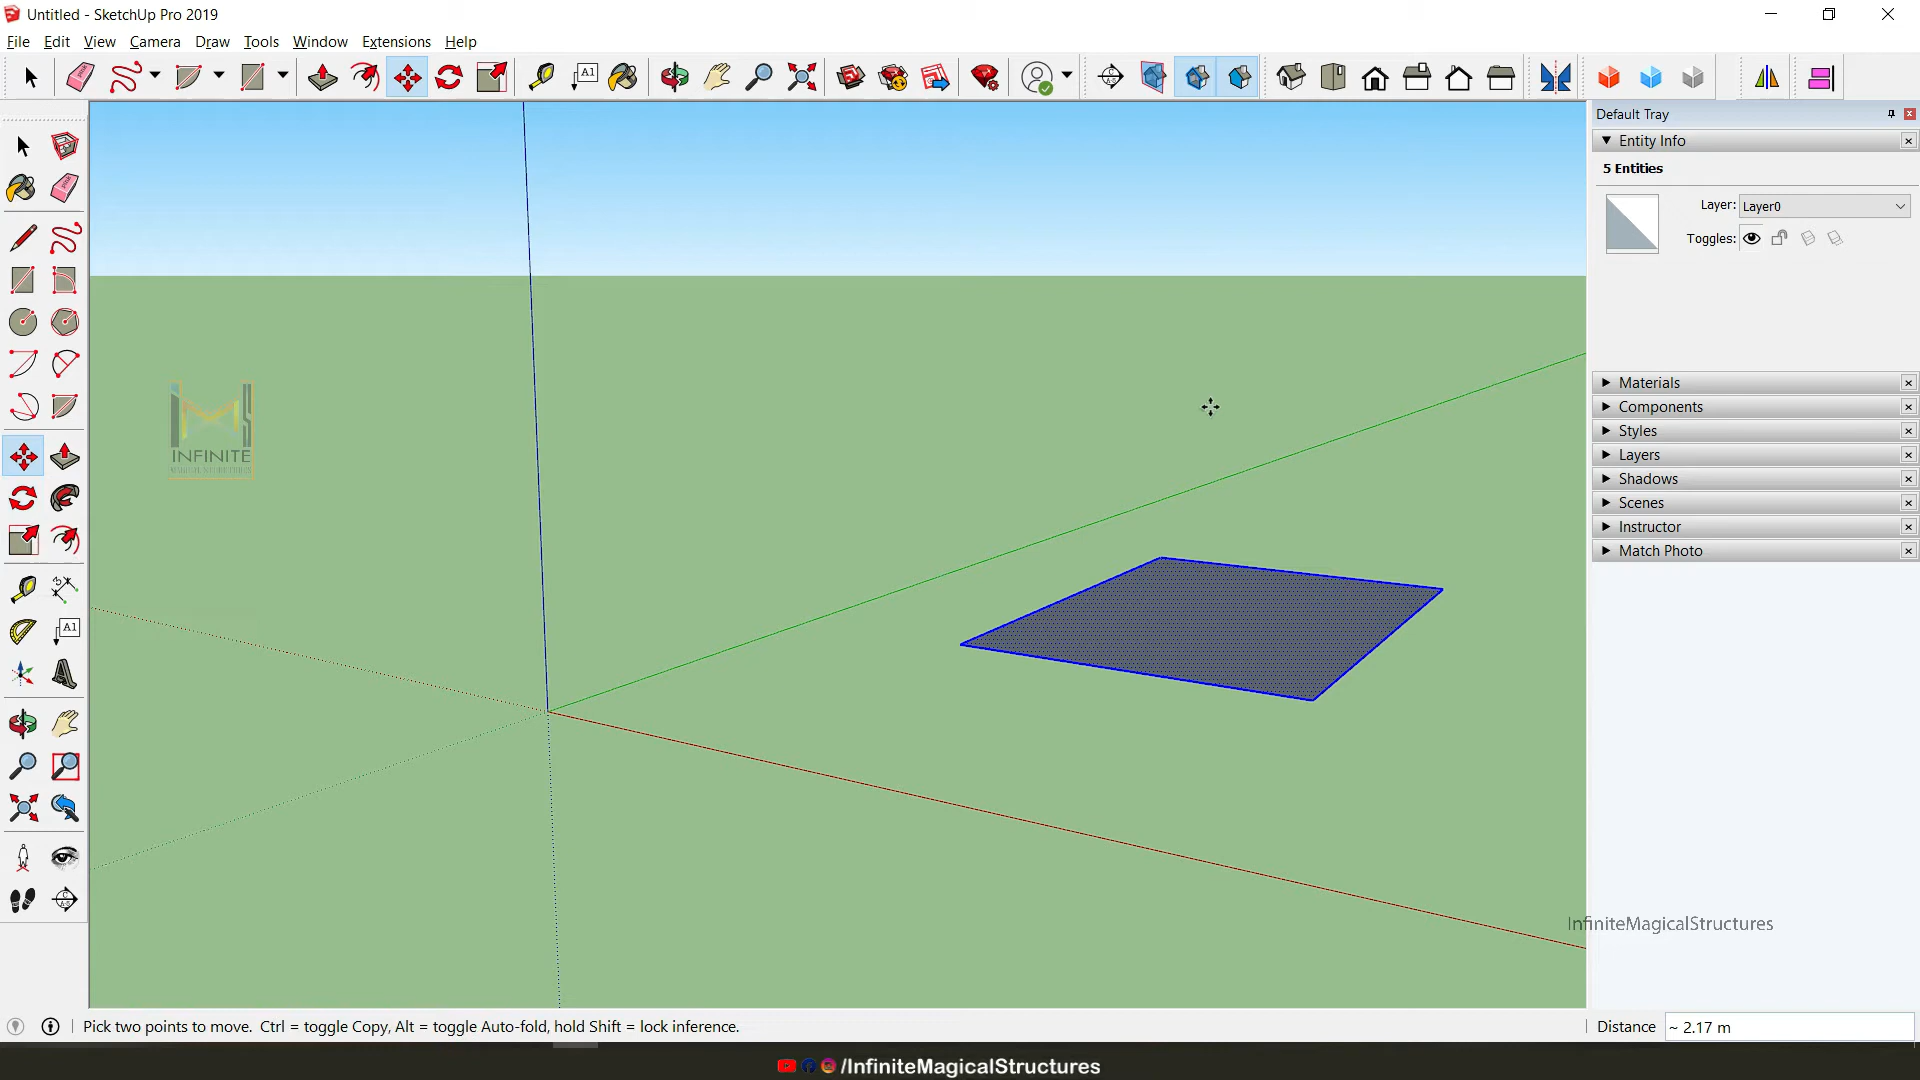 Untitled - SketchUp Pro 2019
File Edit View Camera Draw Tools Window Extensions Help
Default Tray
Entity Info
5 Entities
Layer: Layer0
Toggles:
Materials
Components
Styles
Layers
Shadows
Scenes
Instructor
Match Photo
INFINITE
InfiniteMagicalStructures
Pick two points to move. Ctrl = toggle Copy, Alt = toggle Auto-fold, hold Shift = lock inference.
Distance ~ 2.17 m
/InfiniteMagicalStructures